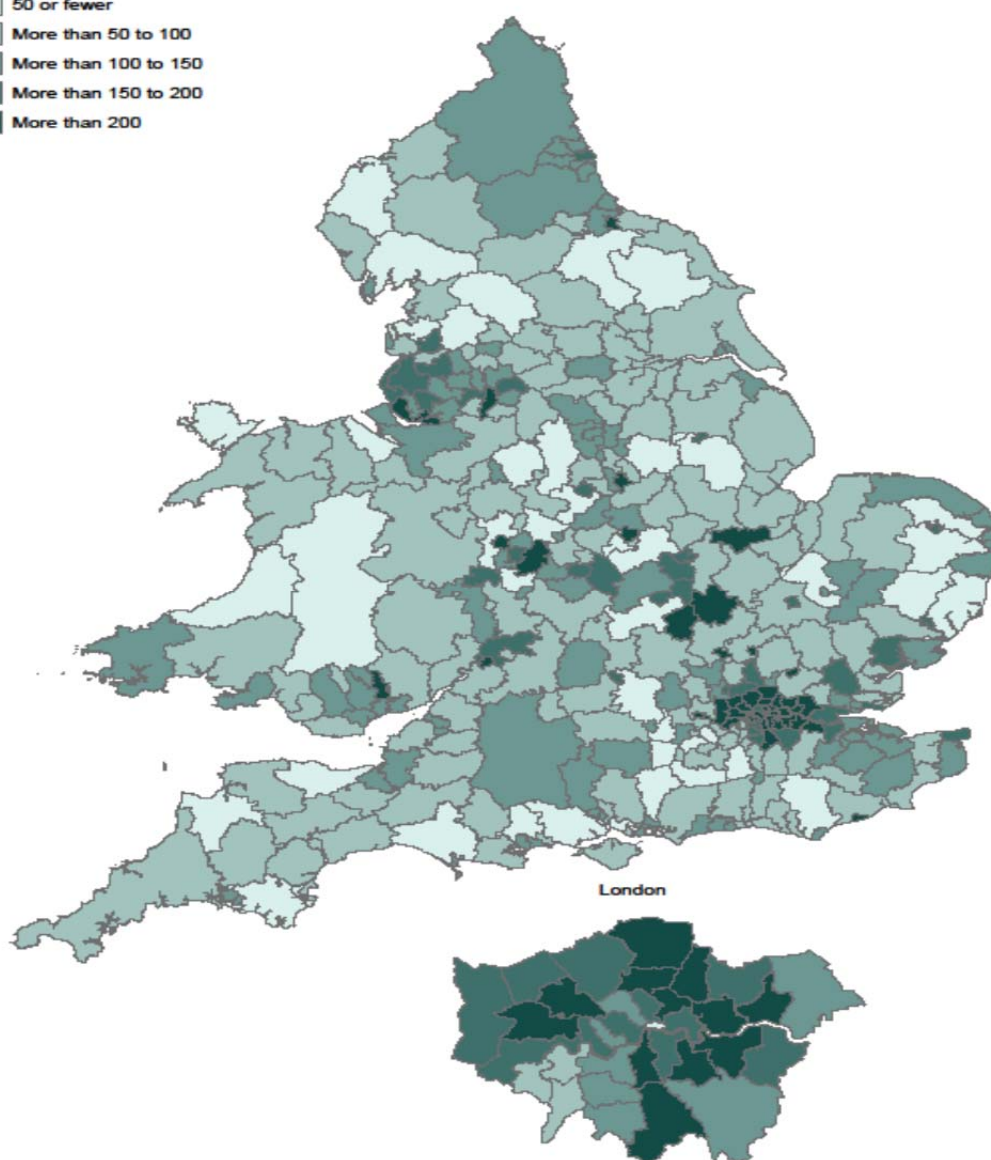 50 or fewer
More than 50 to 100
More than 100 to 150
More than 150 to 200
More than 200
London